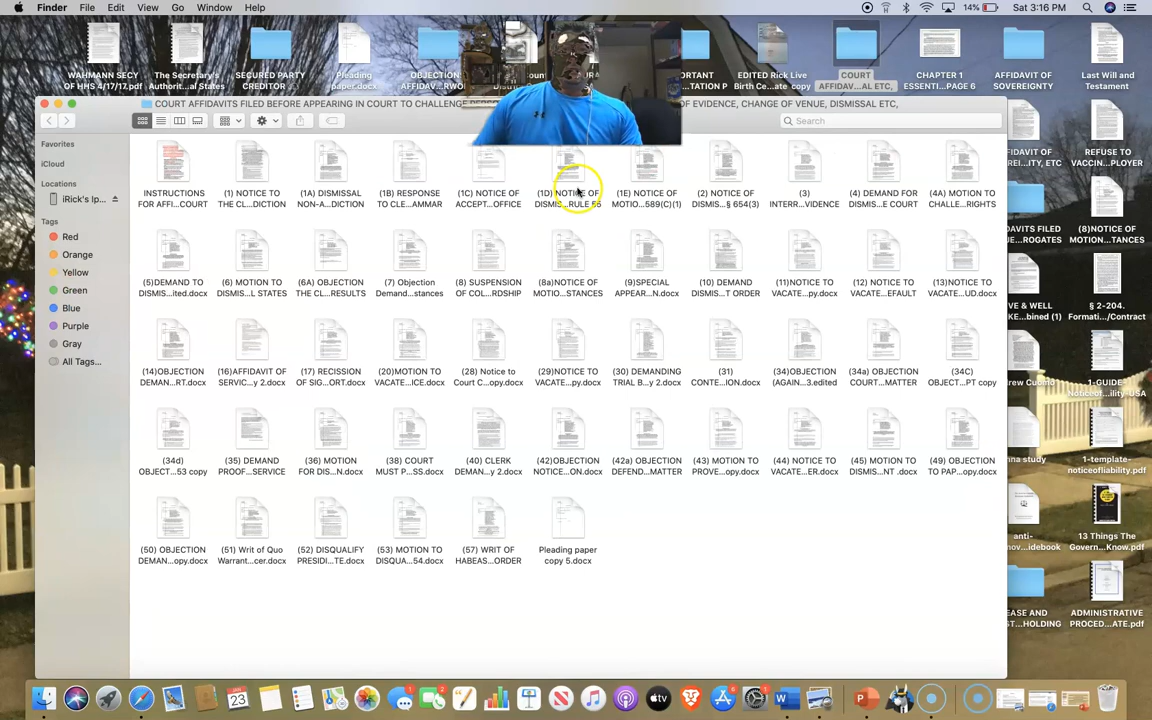 Finder File Edit View Go Window Help
14% Sat 3:16 PM
WAHMANN SECY
OF HHS 4/17/17.pdf
The Secretary's
Authorit...al States
SECURED PARTY
CREDITOR
Pleading
paper.docx
OBJECTION
AFFIDAV...RWO
EDITED Rick Live
Birth Ce...ate copy
COURT
AFFIDAV...AL ETC,
CHAPTER 1
ESSENTI...PAGE 6
AFFIDAVIT OF
SERVICES
Last Will and
Testament
COURT AFFIDAVITS FILED BEFORE APPEARING IN COURT TO CHALLENGE
OF EVIDENCE, CHANGE OF VENUE, DISMISSAL ETC,
Search
Favorites
iCloud
Locations
iRick's Ip...
Tags
Red
Orange
Yellow
Green
Blue
Purple
Gray
All Tags...
INSTRUCTIONS
FOR AFFI...COURT
(1) NOTICE TO
THE CL...DICTION
(1A) DISMISSAL
NON-A...DICTION
(1B) RESPONSE
TO CLE...AMMAR
(1C) NOTICE OF
ACCEPT...OFFICE
(1D) NOTICE OF
DISMIS...RULE 56
(1E) NOTICE OF
MOTIO...589(C)(1)
(2) NOTICE OF
DISMIS...§ 654(3)
(3)
INTERR...VIDENCE
(4) DEMAND FOR
DISMIS...E COURT
(4A) MOTION TO
CHALLE...RIGHTS
(5)DEMAND TO
DISMIS...ited.docx
(6) MOTION TO
DISMIS...L STATES
(6A) OBJECTION
THE CL...RESULTS
(7) Objection
Demand...stances
(8) SUSPENSION
OF COL...RDSHIP
(8a)NOTICE OF
MOTIO...STANCES
(9)SPECIAL
APPEAR...N.docx
(10) DEMAND
DISMIS...T ORDER
(11)NOTICE TO
VACATE...py.docx
(12) NOTICE TO
VACATE...EFAULT
(13)NOTICE TO
VACATE...UD.docx
(14)OBJECTION
DEMAN...RT.docx
(16)AFFIDAVIT OF
SERVIC...y 2.docx
(17) RECISSION
OF SIG...ORT.docx
(20)MOTION TO
VACATE...ICE.docx
(28) Notice to
Court C...opy.docx
(29)NOTICE TO
VACATE...py.docx
(30) DEMANDING
TRIAL B...y 2.docx
(31)
CONTE...ION.docx
(34)OBJECTION
(AGAIN...3.edited
(34a) OBJECTION
COURT...MATTER
(34C)
OBJECT...PT copy
(34d)
OBJECT...53 copy
(35) DEMAND
PROOF...SERVICE
(36) MOTION
FOR DIS...N.docx
(38) COURT
MUST P...SS.docx
(40) CLERK
DEMAN...y 2.docx
(42)OBJECTION
NOTICE...ON.docx
(42a) OBJECTION
DEFEND...MATTER
(43) MOTION TO
PROVE...opy.docx
(44) NOTICE TO
VACATE...ER.docx
(45) MOTION TO
DISMIS...NT .docx
(49) OBJECTION
TO PAP...opy.docx
(50) OBJECTION
DEMAN...opy.docx
(51) Writ of Quo
Warrant...cer.docx
(52) DISQUALIFY
PRESIDI...TE.docx
(53) MOTION TO
DISQUA...54.docx
(57) WRIT OF
HABEAS...ORDER
Pleading paper
copy 5.docx
REFUSE TO
VACCIN...PLOYER
(8)NOTICE OF
MOTION...TANCES
§ 2-204.
Formati.../Contract
1-GUIDE-
Noticeof...ility-USA
1-template-
noticeofliability.pdf
13 Things The
Govern...Know.pdf
ADMINISTRATIVE
PROCED...ATE.pdf
JAN
23